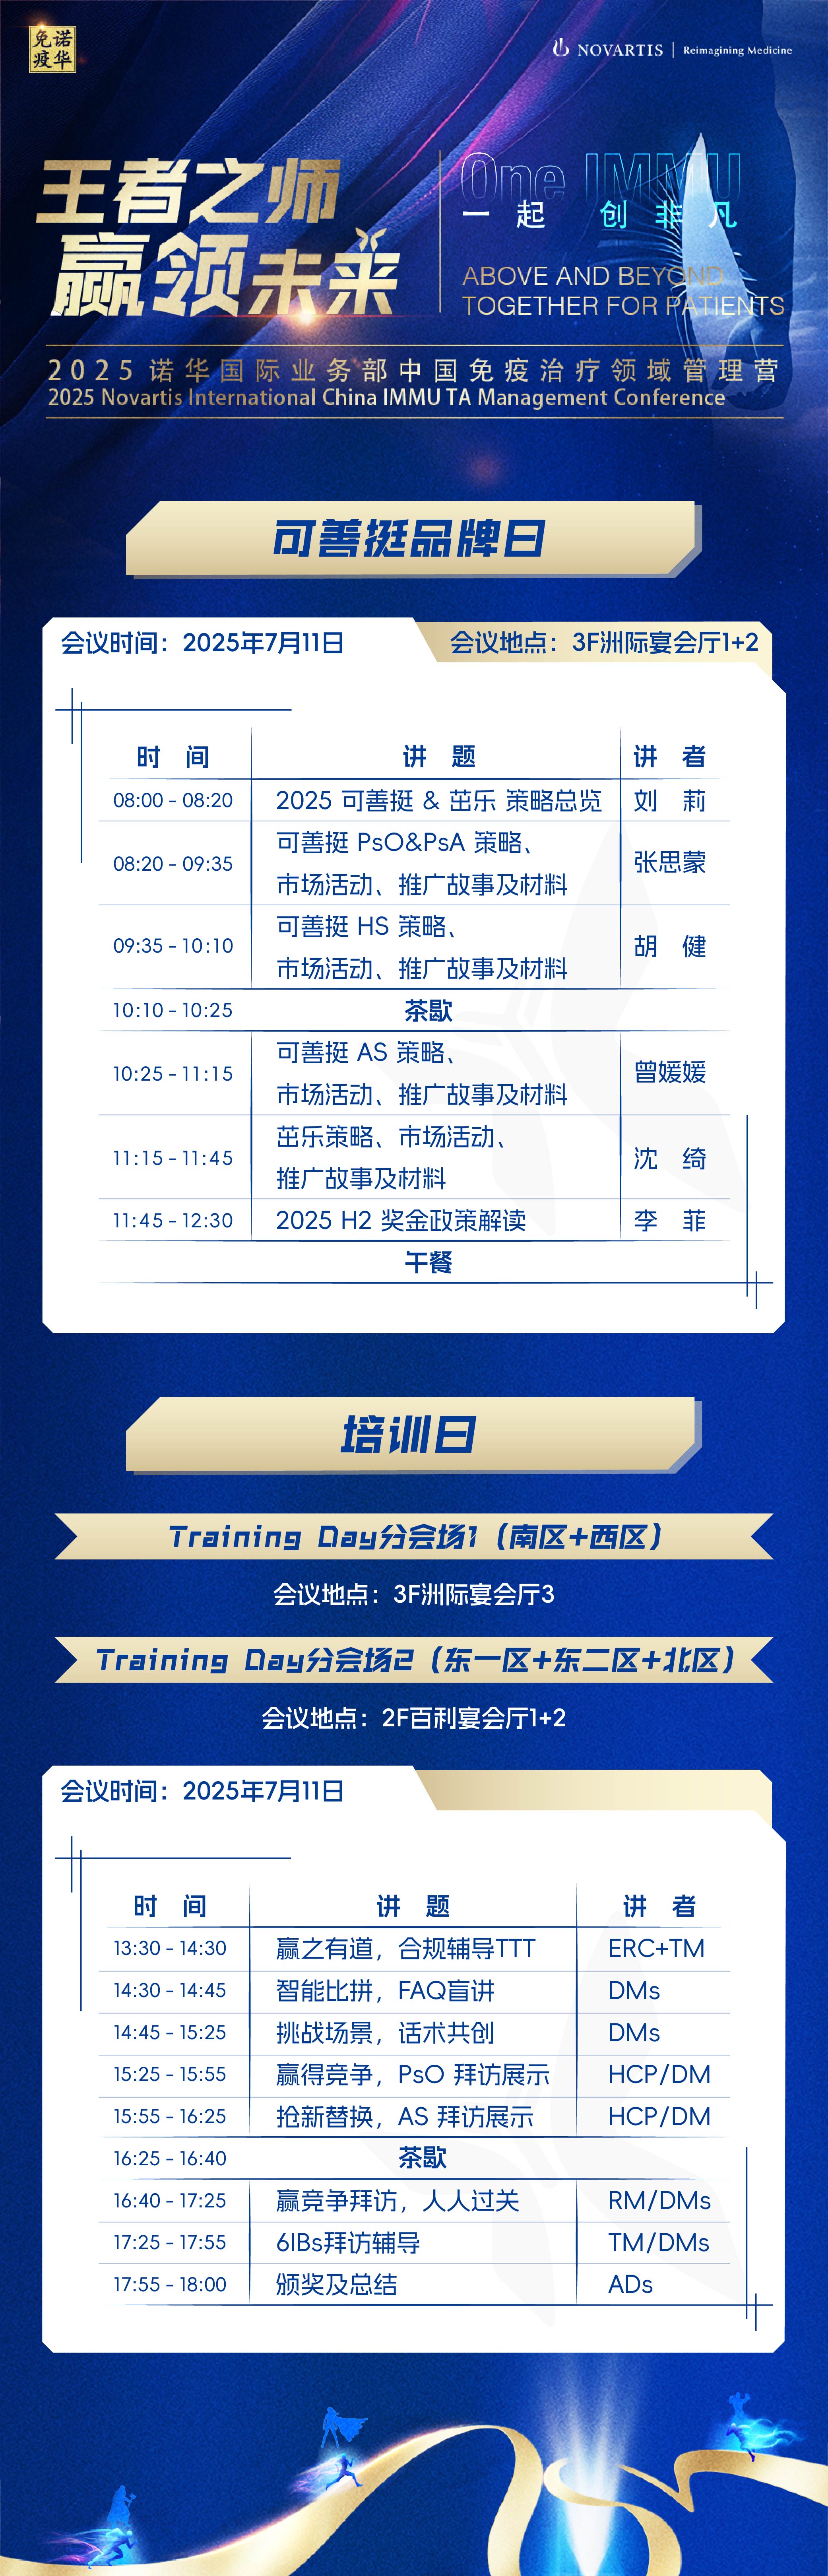 免诺
疫华
NOVARTIS | Reimagining Medicine
王者之师
赢领未来
One IMMU
一起 创非凡
ABOVE AND BEYOND
TOGETHER FOR PATIENTS
2025诺华国际业务部中国免疫治疗领域管理营
2025 Novartis International China IMMU TA Management Conference
可善挺品牌日
会议时间：2025年7月11日
会议地点：3F洲际宴会厅1+2
时 间 讲 题 讲 者
08:00 - 08:20 2025 可善挺 & 茁乐 策略总览 刘 莉
08:20 - 09:35 可善挺 PsO&PsA 策略、
市场活动、推广故事及材料 张思蒙
09:35 - 10:10 可善挺 HS 策略、
市场活动、推广故事及材料 胡 健
10:10 - 10:25 茶歇
10:25 - 11:15 可善挺 AS 策略、
市场活动、推广故事及材料 曾媛媛
11:15 - 11:45 茁乐策略、市场活动、
推广故事及材料 沈 绮
11:45 - 12:30 2025 H2 奖金政策解读 李 菲
午餐
培训日
Training Day分会场1（南区+西区）
会议地点：3F洲际宴会厅3
Training Day分会场2（东一区+东二区+北区）
会议地点：2F百利宴会厅1+2
会议时间：2025年7月11日
时 间 讲 题 讲 者
13:30 - 14:30 赢之有道，合规辅导TTT ERC+TM
14:30 - 14:45 智能比拼，FAQ盲讲 DMs
14:45 - 15:25 挑战场景，话术共创 DMs
15:25 - 15:55 赢得竞争，PsO 拜访展示 HCP/DM
15:55 - 16:25 抢新替换，AS 拜访展示 HCP/DM
16:25 - 16:40 茶歇
16:40 - 17:25 赢竞争拜访，人人过关 RM/DMs
17:25 - 17:55 6IBs拜访辅导 TM/DMs
17:55 - 18:00 颁奖及总结 ADs